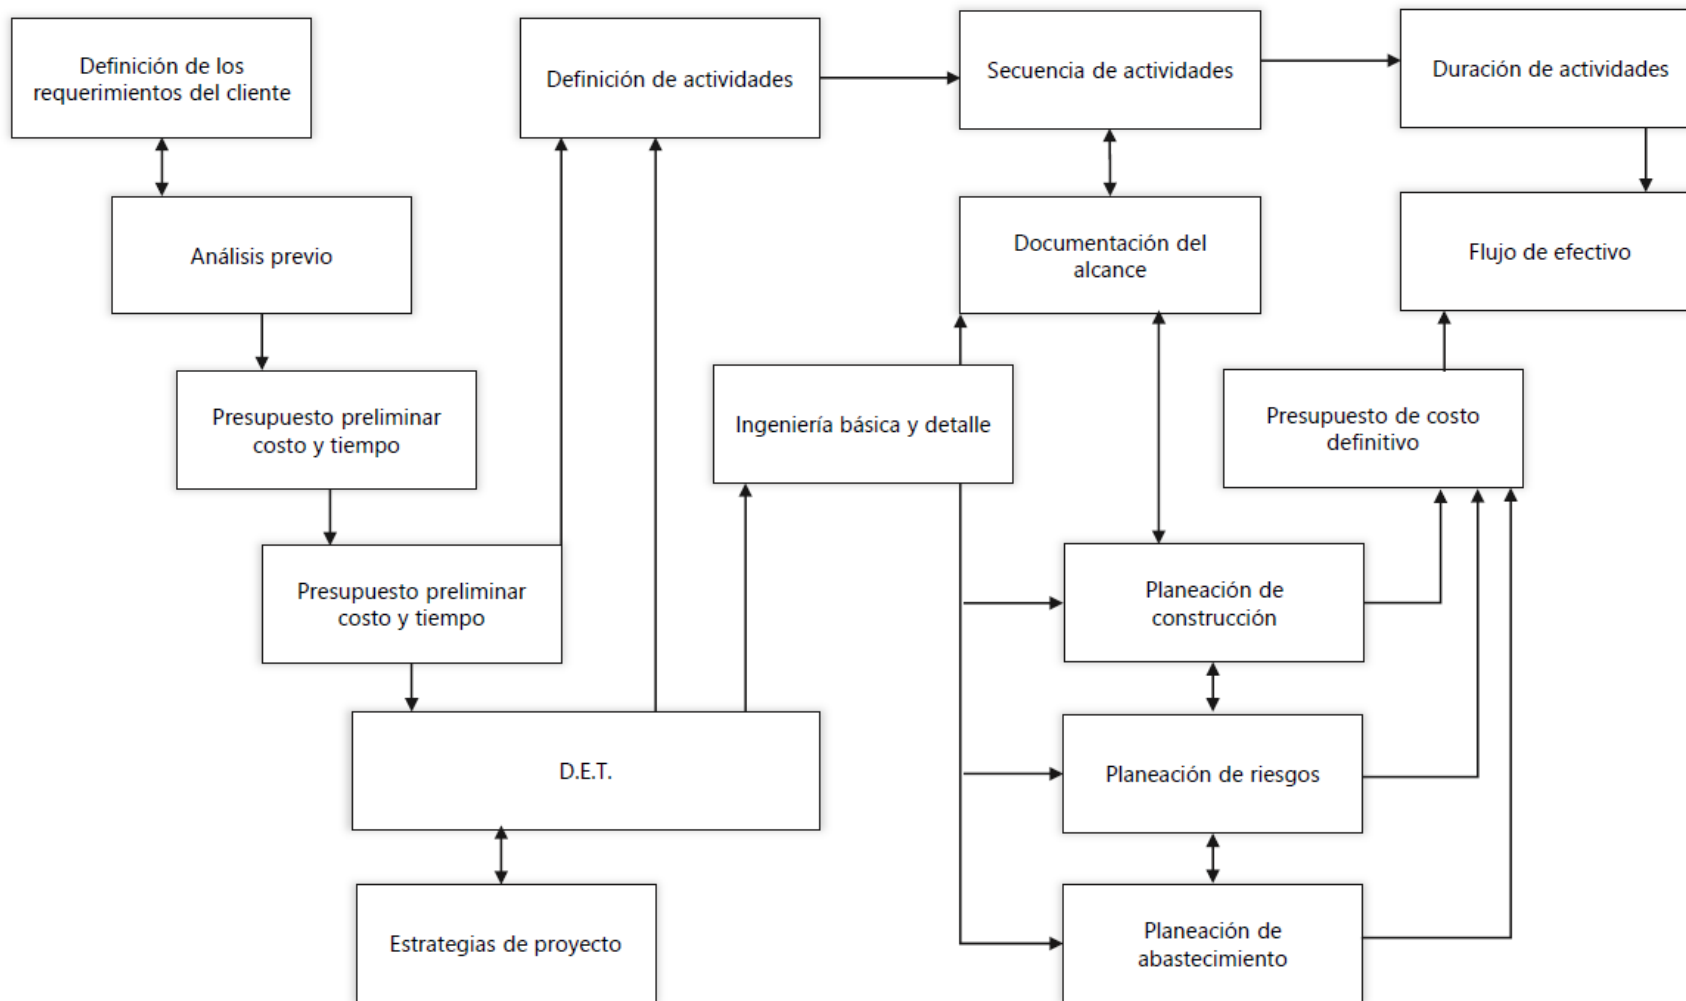 Definición de los
requerimientos del cliente
Definición de actividades
Secuencia de actividades
Duración de actividades
Análisis previo
Documentación del
alcance
Flujo de efectivo
Presupuesto preliminar
costo y tiempo
Ingeniería básica y detalle
Presupuesto de costo
definitivo
Presupuesto preliminar
costo y tiempo
Planeación de
construcción
D.E.T.
Planeación de riesgos
Estrategias de proyecto
Planeación de
abastecimiento